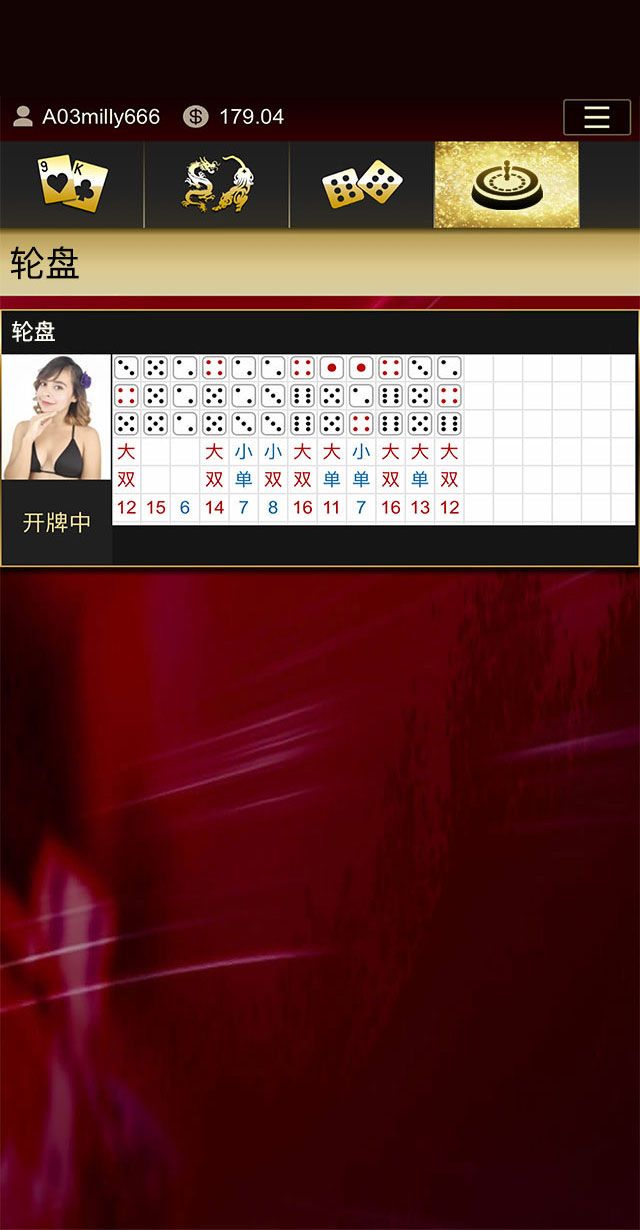 A03milly666 $ 179.04
9 K
轮盘
轮盘
大 大 小 小 大 大 小 大 大 大
双 双 单 双 双 单 单 双 单 双
开牌中
12 15 6 14 7 8 16 11 7 16 13 12